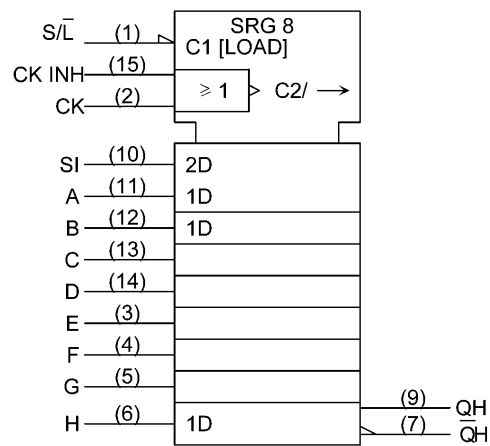 SRG 8
S/L̅ (1) C1 [LOAD]
CK INH (15)
≥ 1 C2/ →
CK (2)
SI (10) 2D
A (11) 1D
B (12) 1D
C (13)
D (14)
E (3)
F (4)
G (5)
H (6) 1D
(9) QH
(7) Q̅H